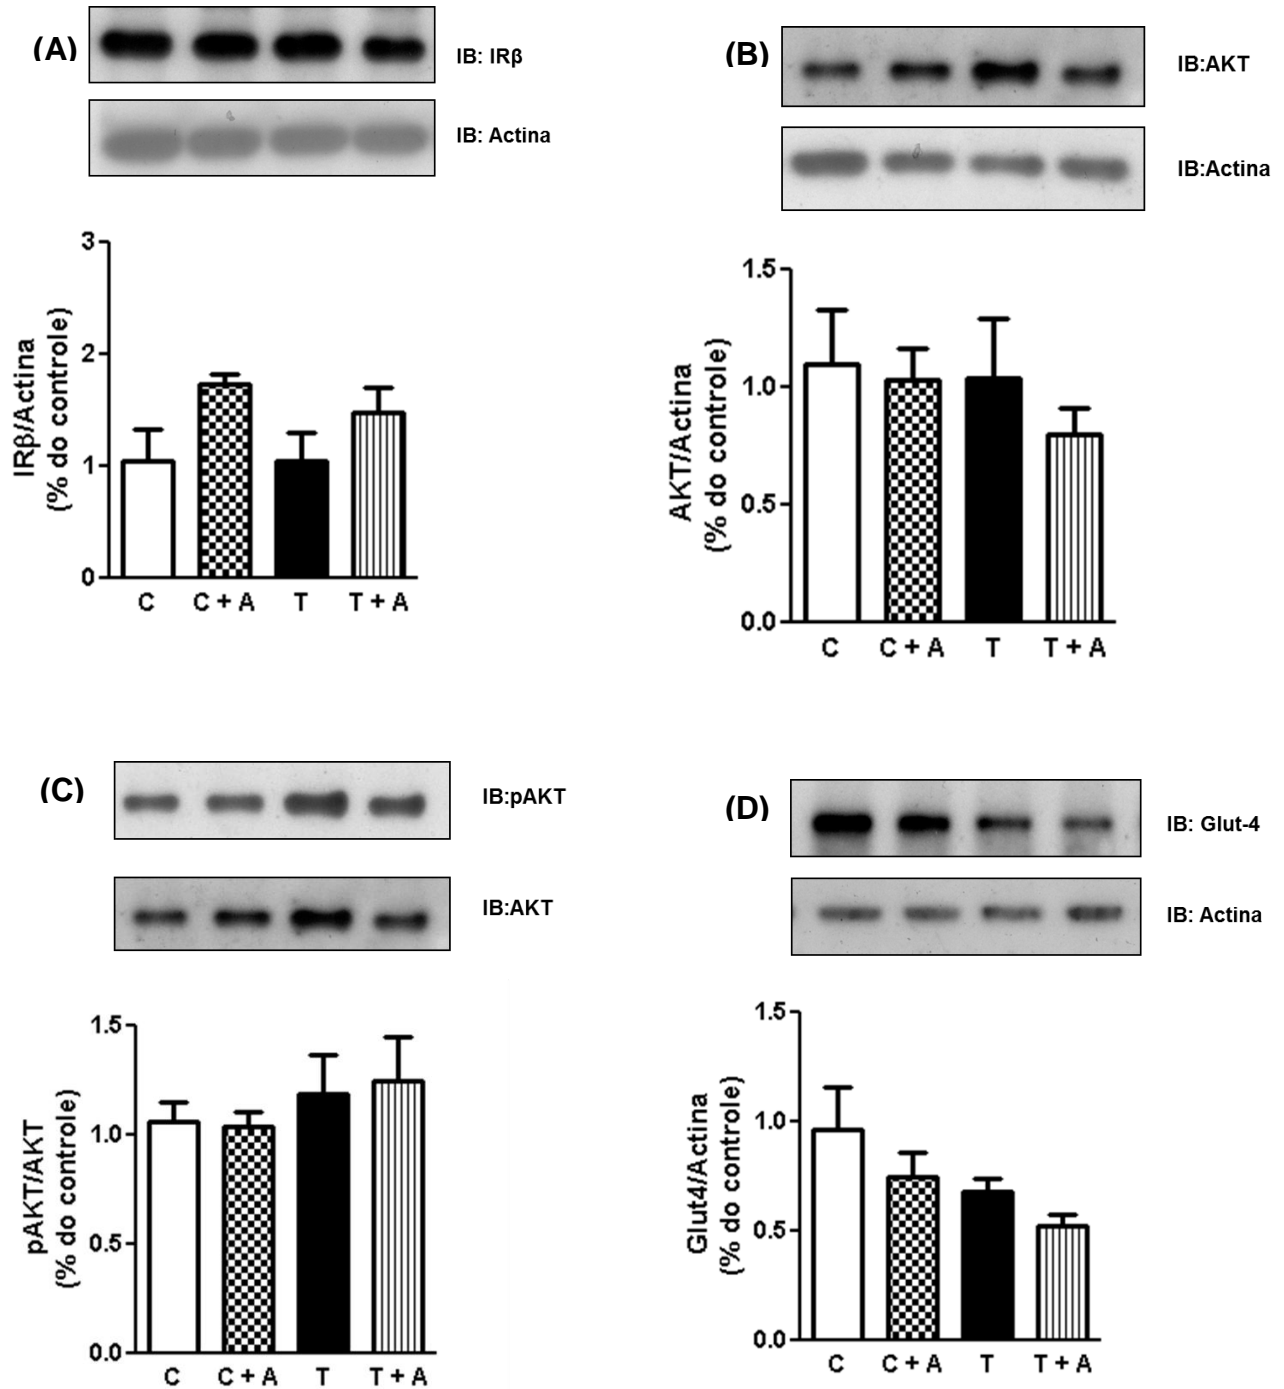 (A)
IB: IRβ
IB: Actina
3
2
1
0
IRβ/Actina
(% do controle)
C
C + A
T
T + A
(B)
IB:AKT
IB:Actina
1.5
1.0
0.5
0.0
AKT/Actina
(% do controle)
C
C + A
T
T + A
(C)
IB:pAKT
IB:AKT
1.5
1.0
0.5
0.0
pAKT/AKT
(% do controle)
C
C + A
T
T + A
(D)
IB: Glut-4
IB: Actina
1.5
1.0
0.5
0.0
Glut4/Actina
(% do controle)
C
C + A
T
T + A